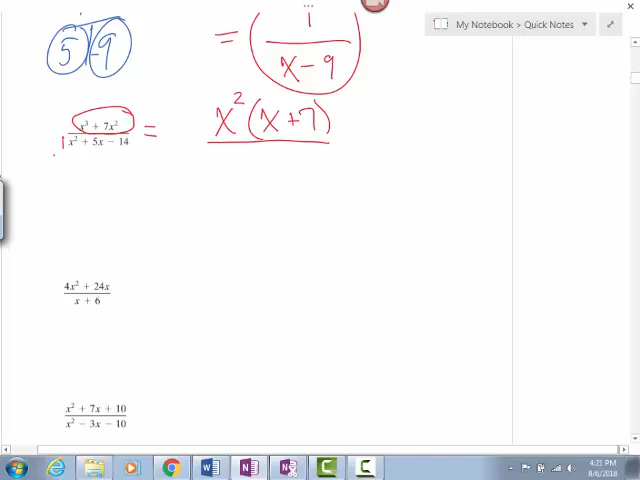 My Notebook > Quick Notes
5 | -9
= 1 / (x - 9)
(x³ + 7x²) / (x² + 5x - 14) = x²(x+7)
1
(4x² + 24x) / (x + 6)
(x² + 7x + 10) / (x² - 3x - 10)
4:21 PM
8/6/2018